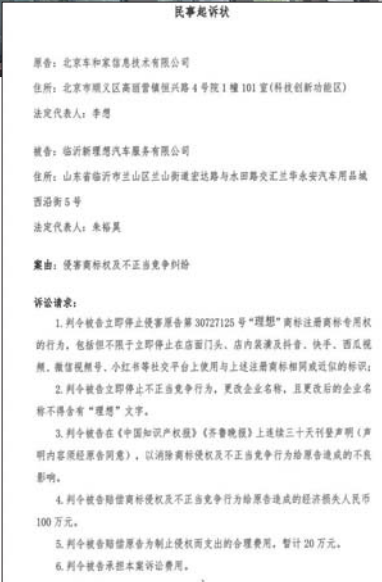 民事起诉状
原告：北京车和家信息技术有限公司
住所：北京市顺义区高丽营镇恒兴路4号院1幢101室(科技创新功能区)
法定代表人：李想
被告：临沂新理想汽车服务有限公司
住所：山东省临沂市兰山区兰山街道宏达路与水田路交汇兰华永安汽车用品城
西沿街5号
法定代表人：朱裕昊
案由：侵害商标权及不正当竞争纠纷
诉讼请求：
1.判令被告立即停止侵害原告第30727125号“理想”商标注册商标专用权
的行为，包括但不限于立即停止在店面门头、店内装潢及抖音、快手、西瓜视
频、微信视频号、小红书等社交平台上使用与上述注册商标相同或近似的标识；
2.判令被告立即停止不正当竞争行为，更改企业名称，且更改后的企业名
称不得含有“理想”文字。
3.判令被告在《中国知识产权报》《齐鲁晚报》上连续三十天刊登声明（声
明内容须经原告同意），以消除商标侵权及不正当竞争行为给原告造成的不良
影响。
4.判令被告赔偿商标侵权及不正当竞争行为给原告造成的经济损失人民币
100万元。
5.判令被告赔偿原告为制止侵权而支出的合理费用，暂计20万元。
6.判令被告承担本案诉讼费用。